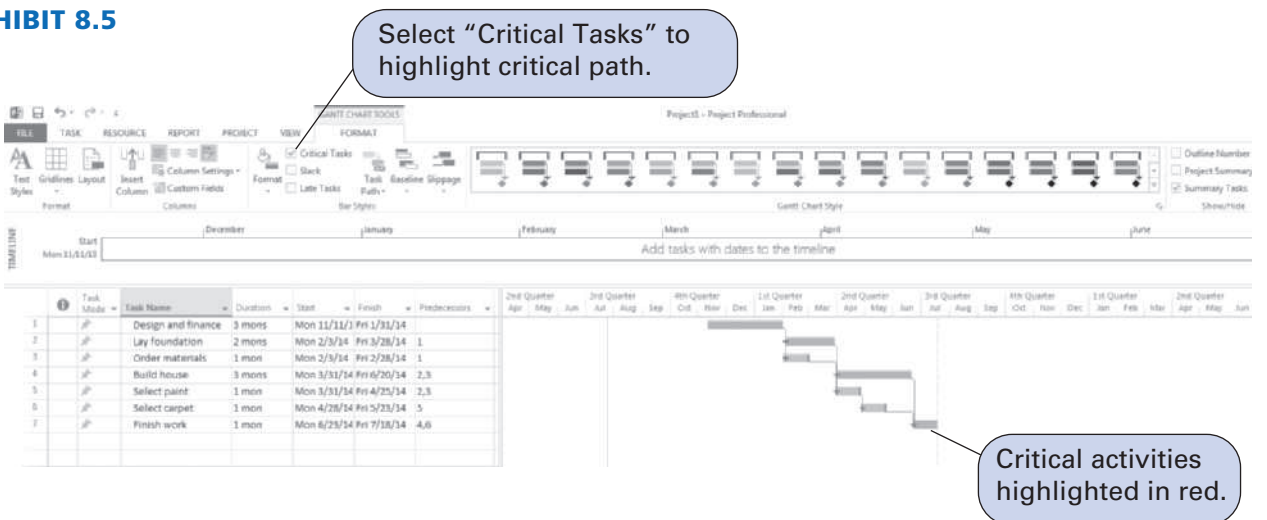 HIBIT 8.5
Select “Critical Tasks” to
highlight critical path.
GANTT CHART TOOLS
Project1 - Project Professional
FILE TASK RESOURCE REPORT PROJECT VIEW FORMAT
Text Styles
Gridlines
Layout
Format
Insert Column
Column Settings
Custom Fields
Columns
Format
Critical Tasks
Slack
Late Tasks
Task Path
Baseline
Slippage
Bar Styles
Gantt Chart Style
Outline Number
Project Summary
Summary Tasks
Show/Hide
TIMELINE
Start
Mon 11/11/13
December January February March April May June
Add tasks with dates to the timeline
Task Mode Task Name Duration Start Finish Predecessors
2nd Quarter 3rd Quarter 4th Quarter 1st Quarter 2nd Quarter 3rd Quarter 4th Quarter 1st Quarter 2nd Quarter
Apr May Jun Jul Aug Sep Oct Nov Dec Jan Feb Mar Apr May Jun Jul Aug Sep Oct Nov Dec Jan Feb Mar Apr May Jun
1 Design and finance 3 mons Mon 11/11/1 Fri 1/31/14
2 Lay foundation 2 mons Mon 2/3/14 Fri 3/28/14 1
3 Order materials 1 mon Mon 2/3/14 Fri 2/28/14 1
4 Build house 3 mons Mon 3/31/14 Fri 6/20/14 2,3
5 Select paint 1 mon Mon 3/31/14 Fri 4/25/14 2,3
6 Select carpet 1 mon Mon 4/28/14 Fri 5/23/14 5
7 Finish work 1 mon Mon 6/23/14 Fri 7/18/14 4,6
Critical activities
highlighted in red.